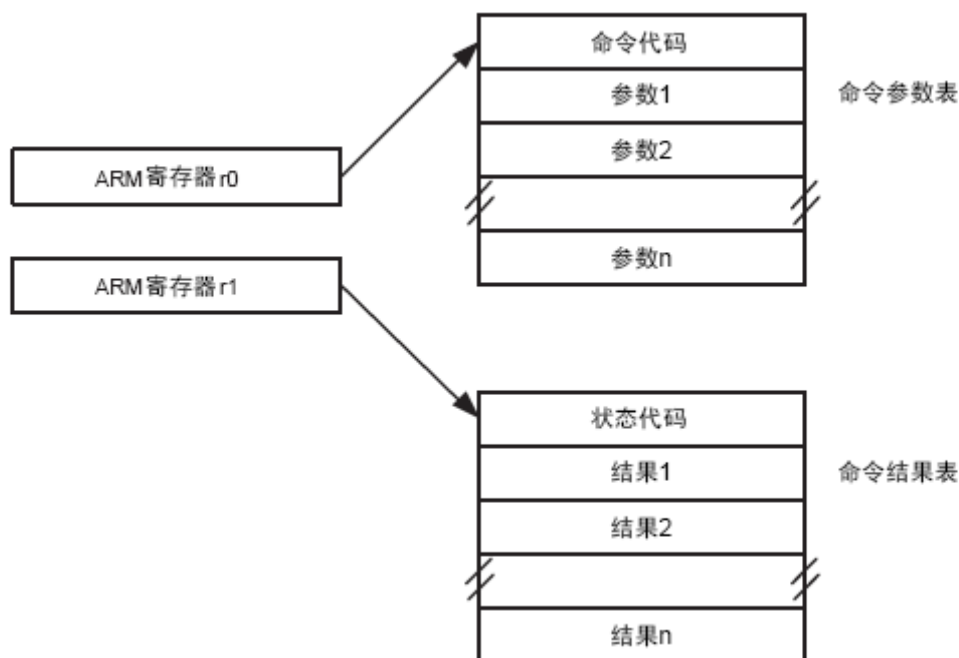 命令代码
参数1
命令参数表
参数2
ARM寄存器r0
参数n
ARM寄存器r1
状态代码
结果1
命令结果表
结果2
结果n